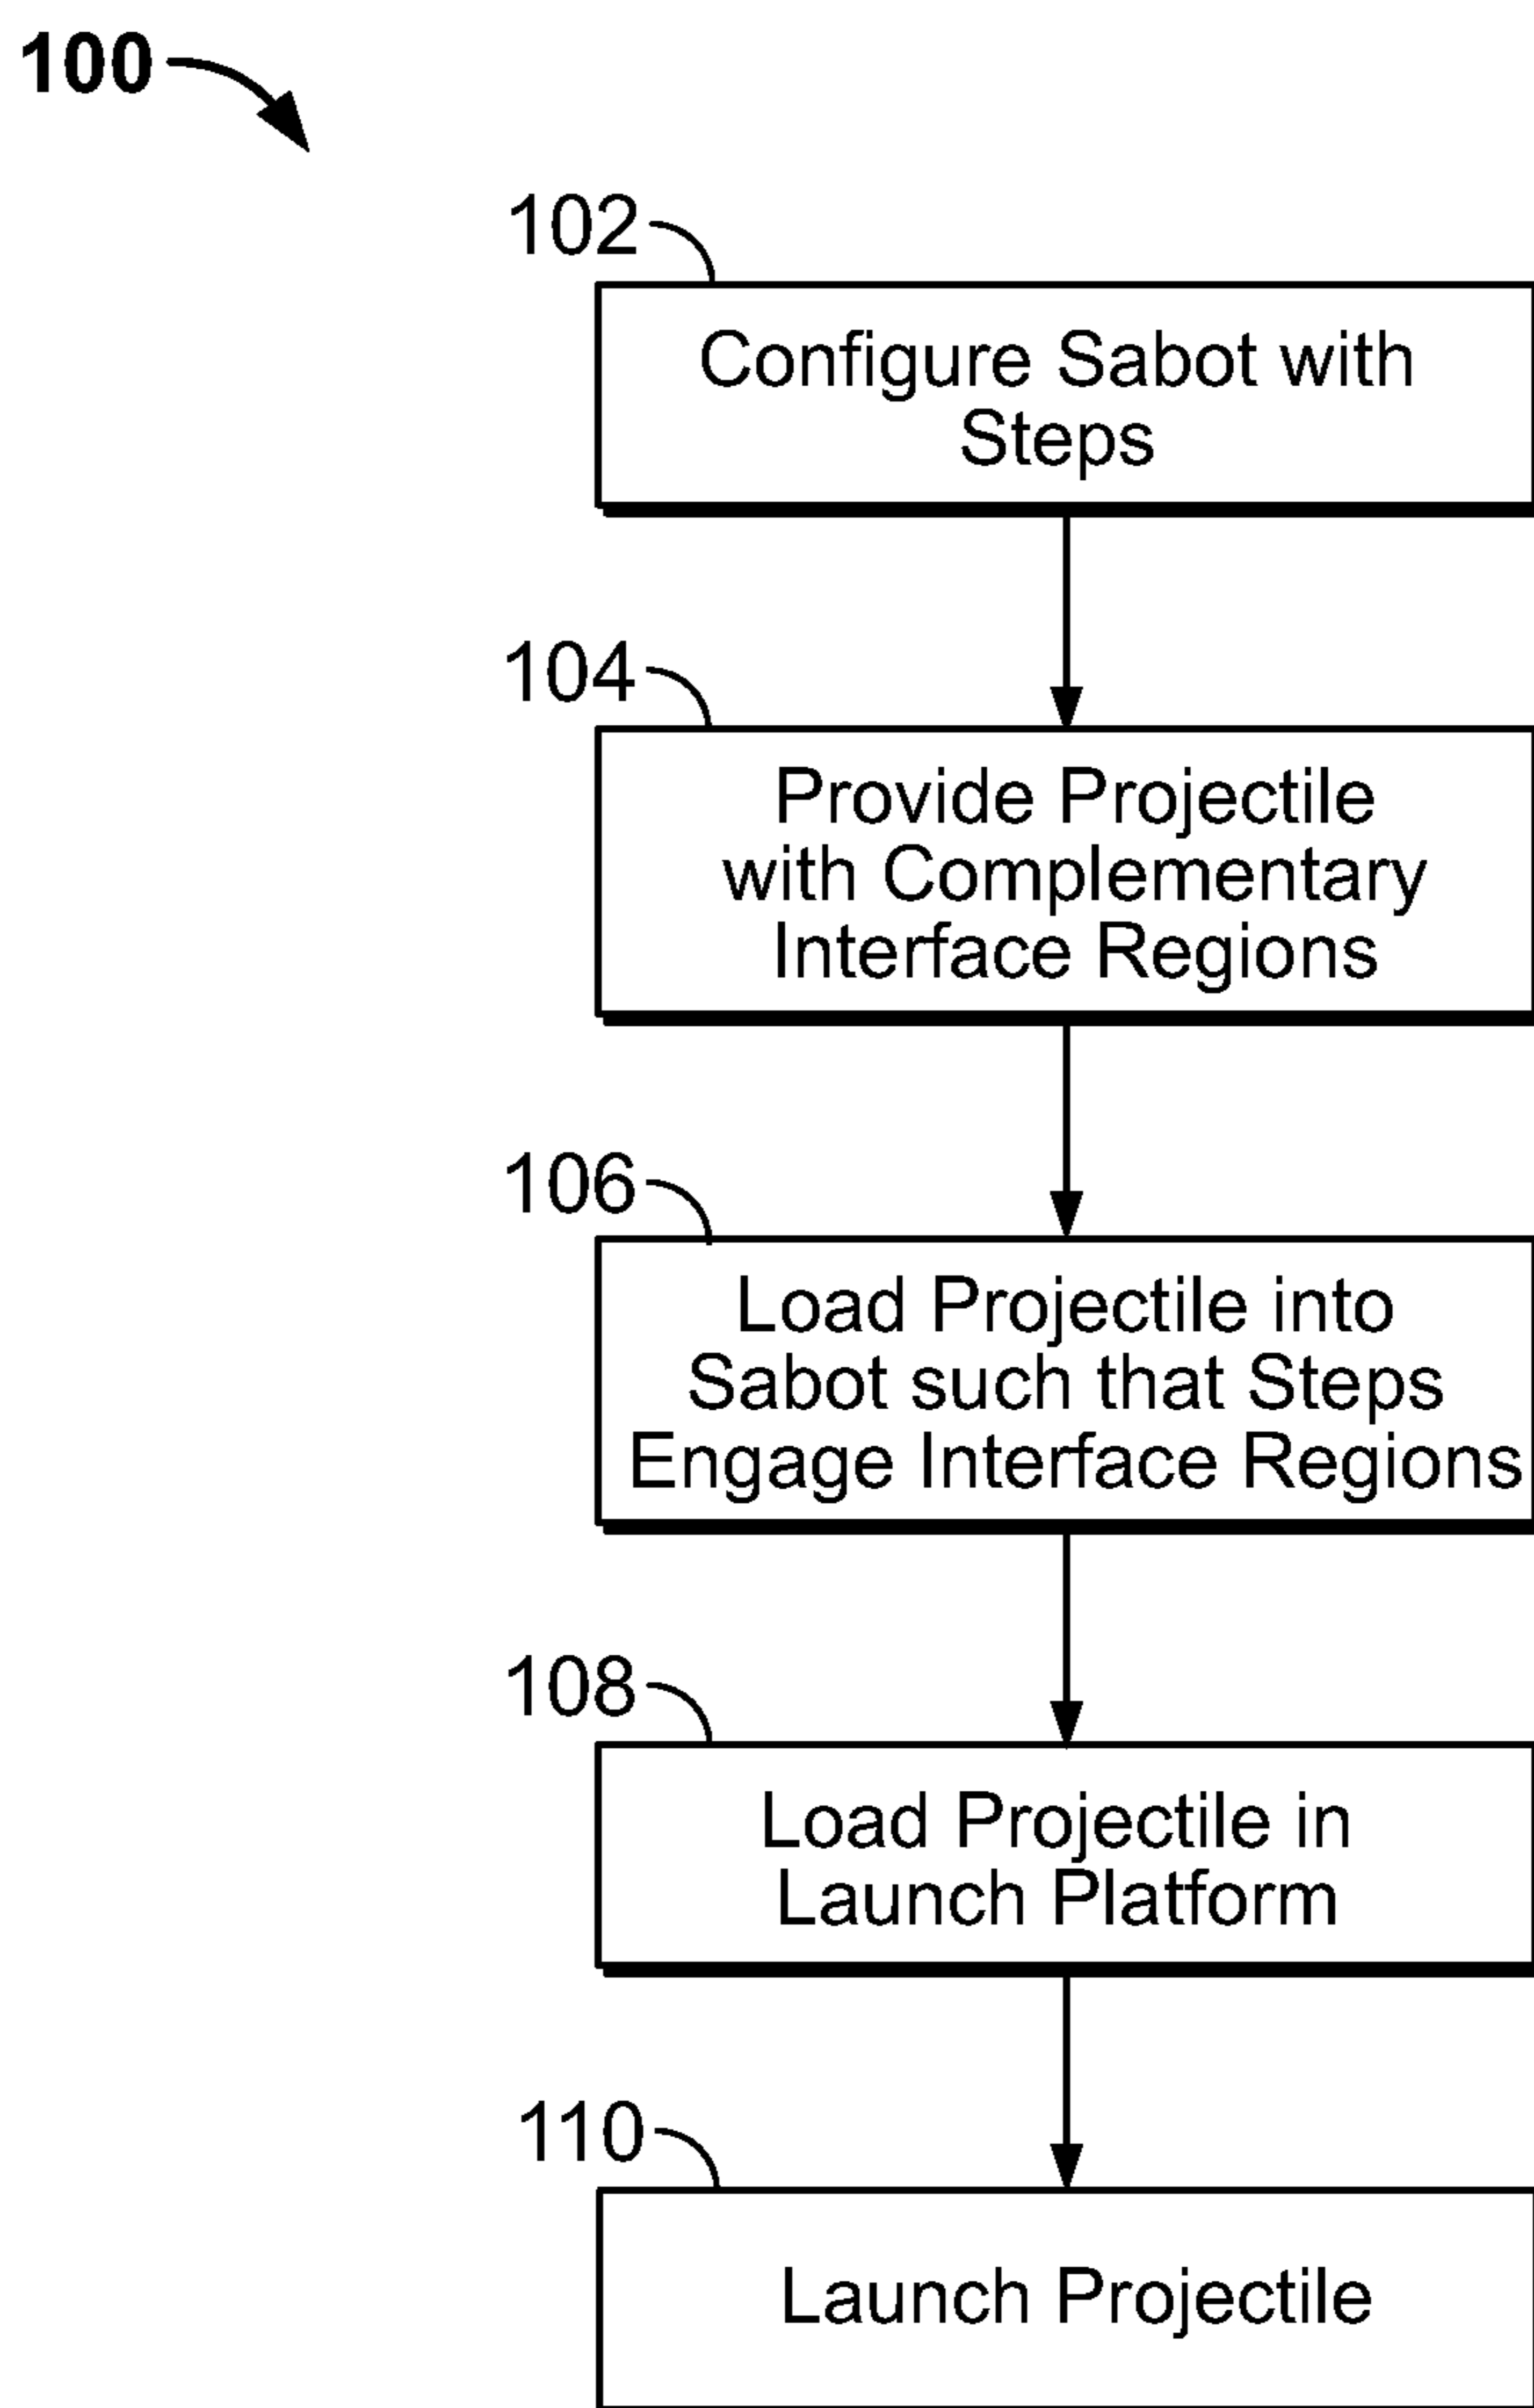 100
102
Configure Sabot with
Steps
104
Provide Projectile
with Complementary
Interface Regions
106
Load Projectile into
Sabot such that Steps
Engage Interface Regions
108
Load Projectile in
Launch Platform
110
Launch Projectile